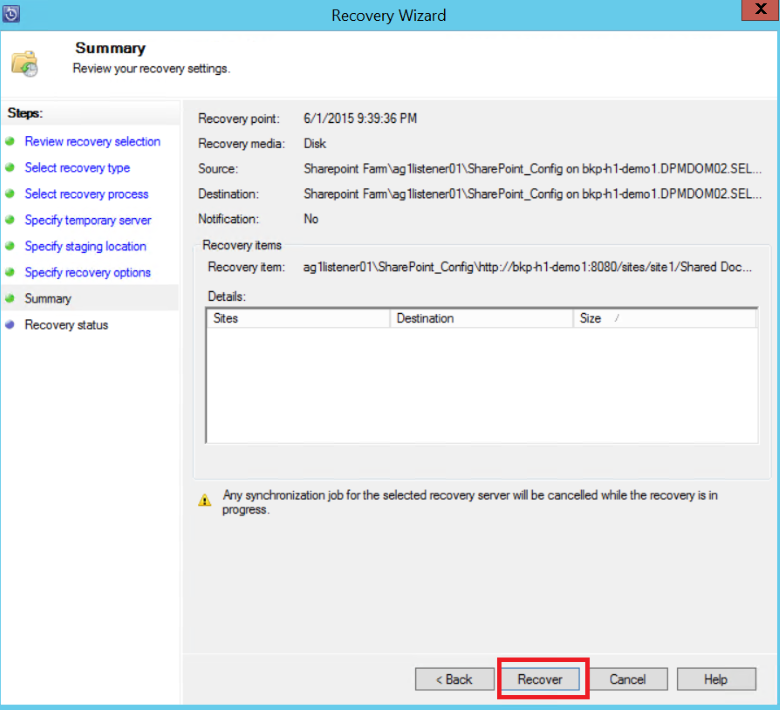 Recovery Wizard
X
Summary
Review your recovery settings.
Steps:
Review recovery selection
Select recovery type
Select recovery process
Specify temporary server
Specify staging location
Specify recovery options
Summary
Recovery status
Recovery point: 6/1/2015 9:39:36 PM
Recovery media: Disk
Source: Sharepoint Farm\ag1listener01\SharePoint_Config on bkp-h1-demo1.DPMDOM02.SEL...
Destination: Sharepoint Farm\ag1listener01\SharePoint_Config on bkp-h1-demo1.DPMDOM02.SEL...
Notification: No
Recovery items
Recovery item: ag1listener01\SharePoint_Config\http://bkp-h1-demo1:8080/sites/site1/Shared Doc...
Details:
Sites Destination Size /
Any synchronization job for the selected recovery server will be cancelled while the recovery is in
progress.
< Back Recover Cancel Help